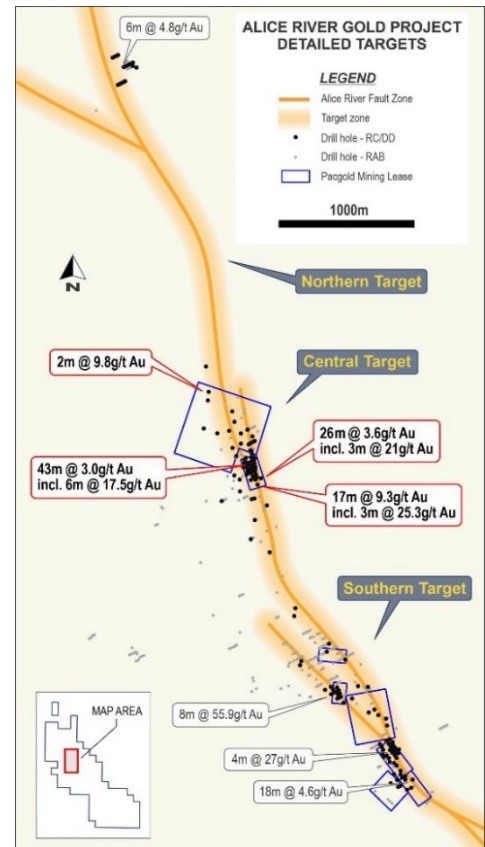 6m @ 4.8g/t Au
ALICE RIVER GOLD PROJECT
DETAILED TARGETS
LEGEND
Alice River Fault Zone
Target zone
Drill hole - RC/DD
Drill hole - RAB
Pacgold Mining Lease
1000m
N
Northern Target
Central Target
2m @ 9.8g/t Au
26m @ 3.6g/t Au
incl. 3m @ 21g/t Au
43m @ 3.0g/t Au
incl. 6m @ 17.5g/t Au
17m @ 9.3g/t Au
incl. 3m @ 25.3g/t Au
Southern Target
8m @ 55.9g/t Au
4m @ 27g/t Au
18m @ 4.6g/t Au
MAP AREA